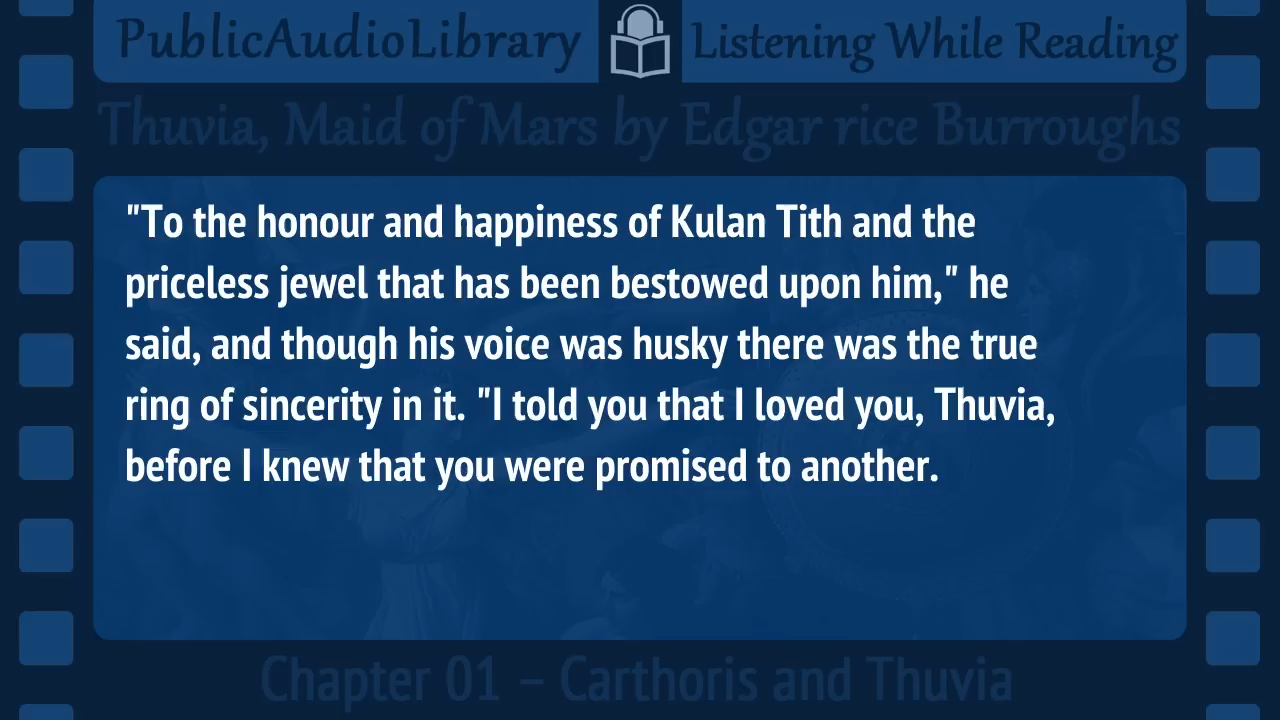 PublicAudioLibrary Listening While Reading
Thuvia, Maid of Mars by Edgar rice Burroughs
"To the honour and happiness of Kulan Tith and the
priceless jewel that has been bestowed upon him," he
said, and though his voice was husky there was the true
ring of sincerity in it. "I told you that I loved you, Thuvia,
before I knew that you were promised to another.
Chapter 01 – Carthoris and Thuvia